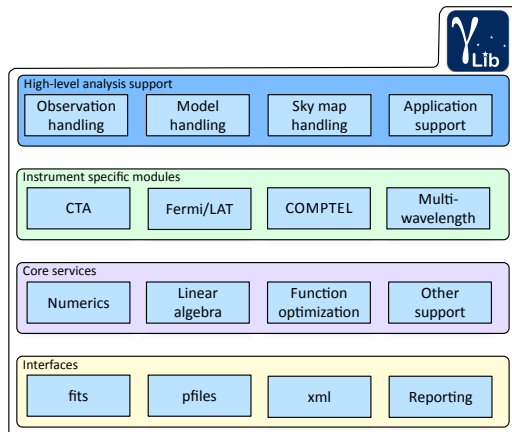 γ
Lib
High-level analysis support
Observation
handling
Model
handling
Sky map
handling
Application
support
Instrument specific modules
CTA
Fermi/LAT
COMPTEL
Multi-
wavelength
Core services
Numerics
Linear
algebra
Function
optimization
Other
support
Interfaces
fits
pfiles
xml
Reporting